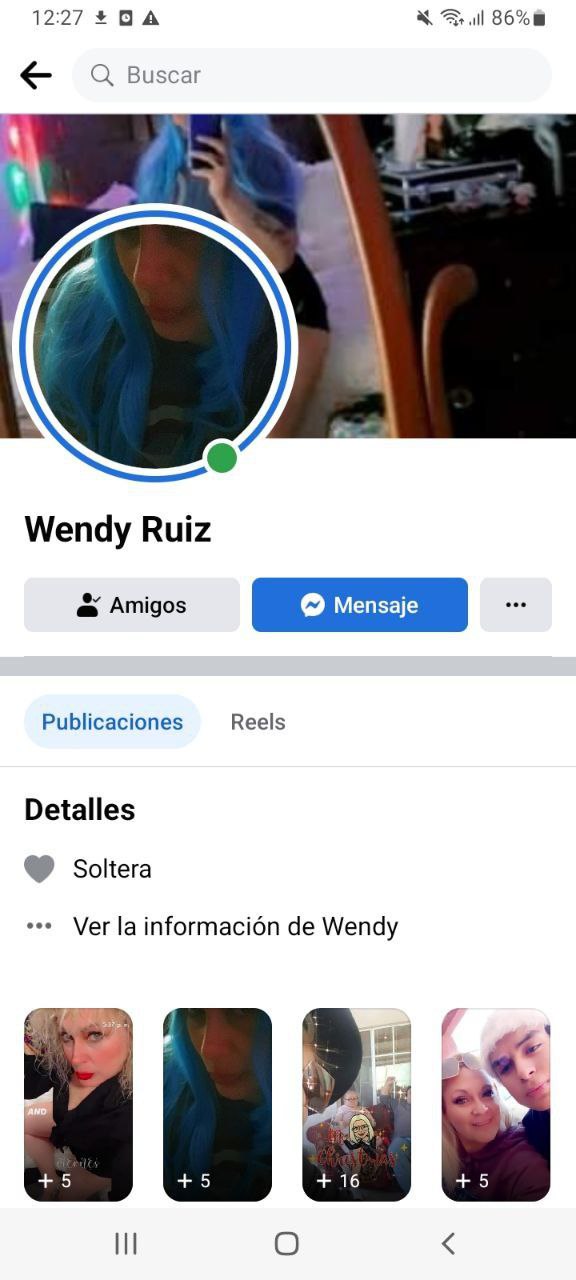 12:27 86%
Buscar
Wendy Ruiz
Amigos Mensaje
Publicaciones Reels
Detalles
Soltera
Ver la información de Wendy
AND
+ 5 + 5 + 16 + 5